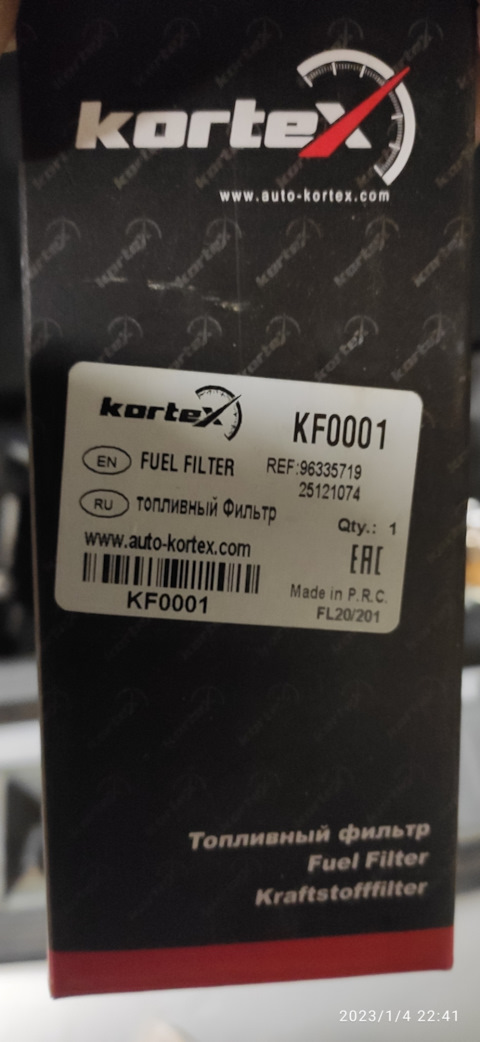 kortex
www.auto-kortex.com
kortex
KF0001
EN FUEL FILTER
REF:96335719
25121074
RU топливный Фильтр
Qty.: 1
www.auto-kortex.com
EAC
KF0001
Made in P.R.C.
FL20/201
Топливный фильтр
Fuel Filter
Kraftstofffilter
2023/1/4 22:41